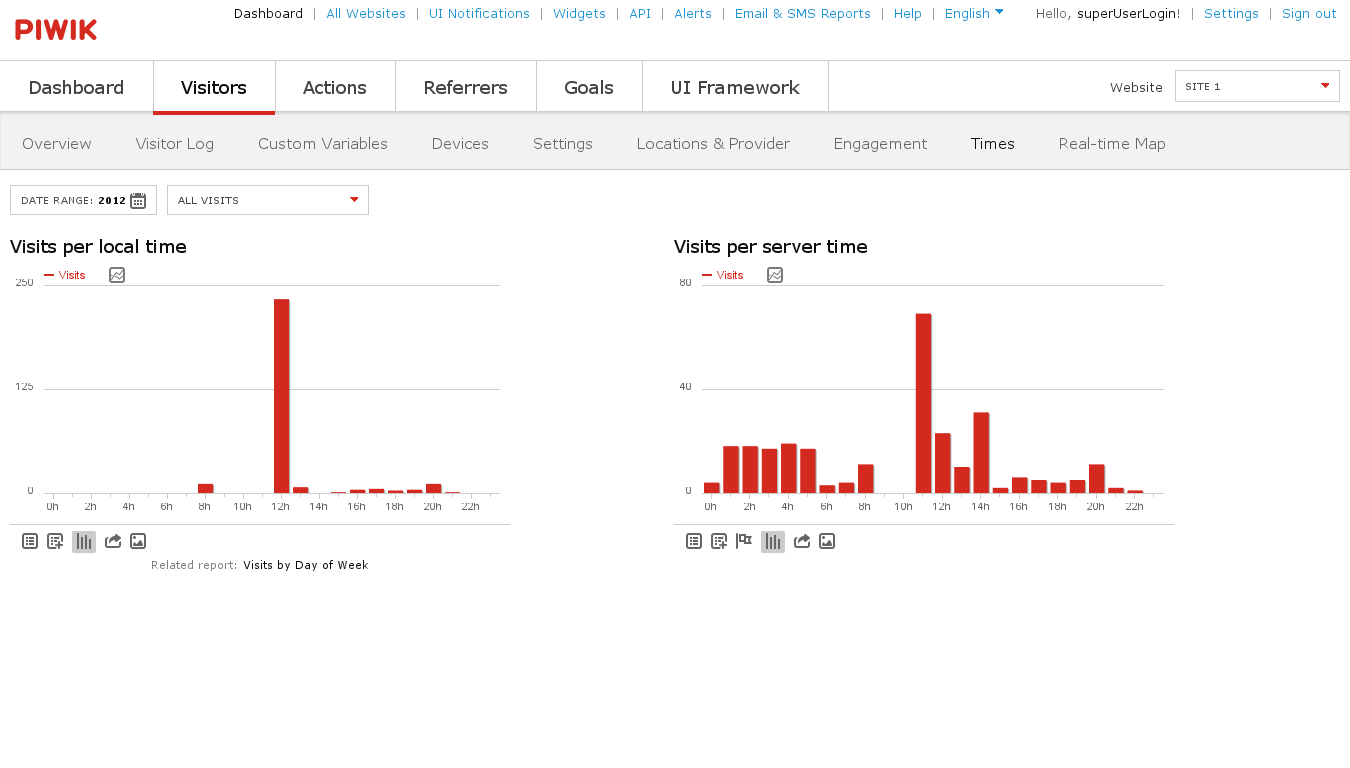 PIWIK
Dashboard | All Websites | UI Notifications | Widgets | API | Alerts | Email & SMS Reports | Help | English
Hello, superUserLogin! | Settings | Sign out
Dashboard Visitors Actions Referrers Goals UI Framework
Website SITE 1
Overview Visitor Log Custom Variables Devices Settings Locations & Provider Engagement Times Real-time Map
DATE RANGE: 2012
ALL VISITS
Visits per local time
Visits
250
125
0
0h 2h 4h 6h 8h 10h 12h 14h 16h 18h 20h 22h
Related report: Visits by Day of Week
Visits per server time
Visits
80
40
0
0h 2h 4h 6h 8h 10h 12h 14h 16h 18h 20h 22h